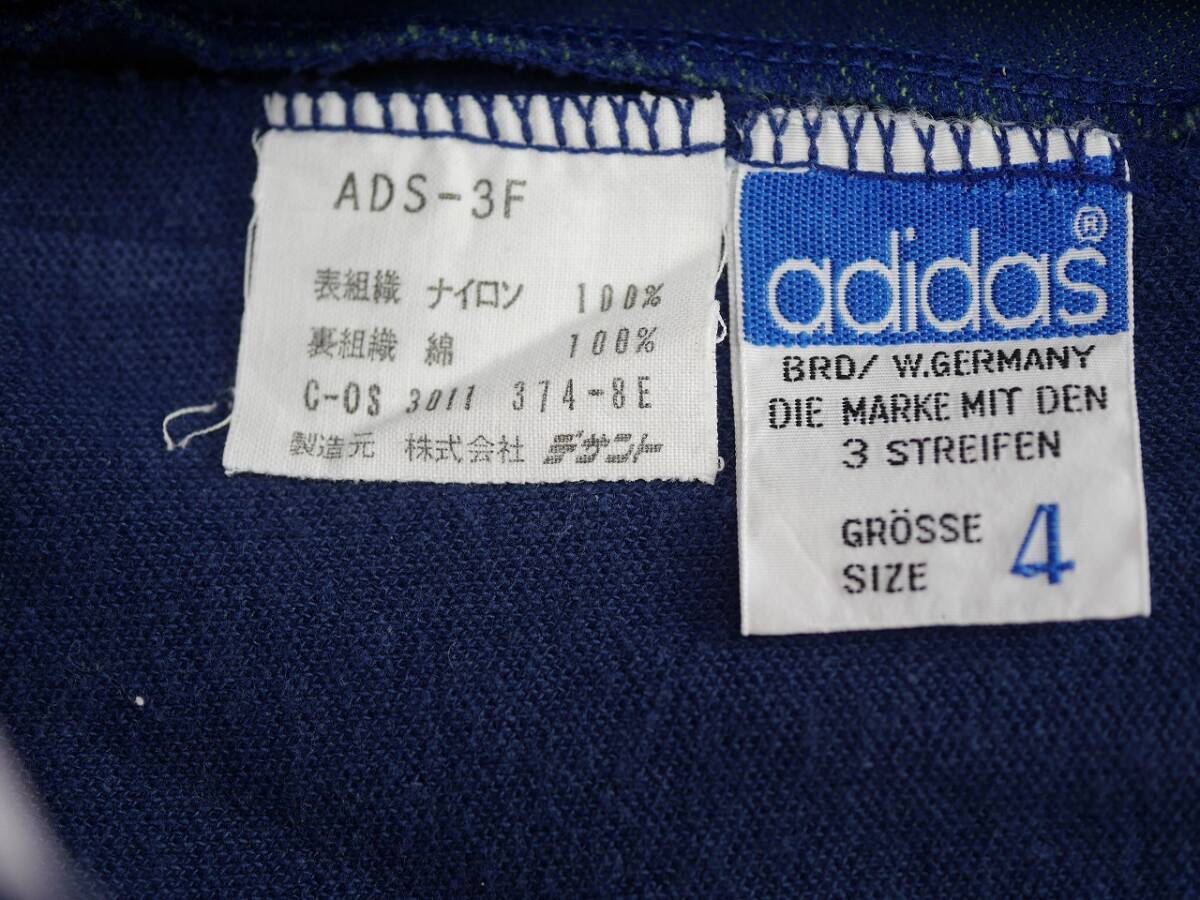 ADS-3F
表組織 ナイロン 100%
裏組織 綿 100%
C-OS 3011 374-8E
製造元 株式会社 デサント
adidas®
BRD/ W.GERMANY
DIE MARKE MIT DEN
3 STREIFEN
GRÖSSE
SIZE 4